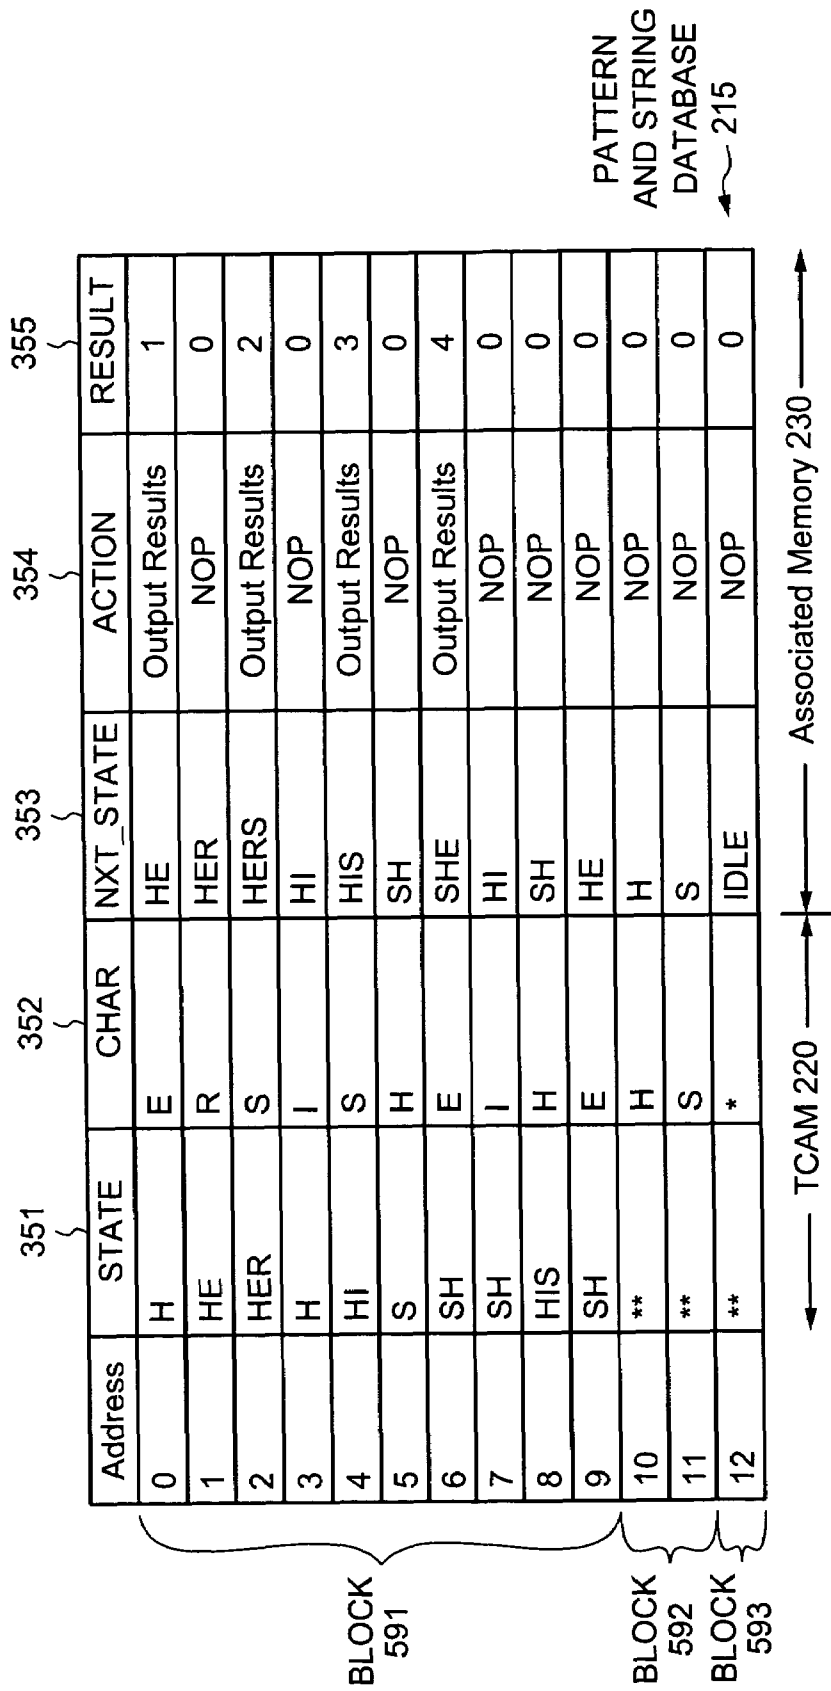 351 352 353 354 355
Address STATE CHAR NXT_STATE ACTION RESULT
0 H E HE Output Results 1
1 HE R HER NOP 0
2 HER S HERS Output Results 2
3 H I HI NOP 0
4 HI S HIS Output Results 3
5 S H SH NOP 0
6 SH E SHE Output Results 4
7 SH I HI NOP 0
8 HIS H SH NOP 0
9 SH E HE NOP 0
10 ** H H NOP 0
11 ** S S NOP 0
12 ** * IDLE NOP 0
BLOCK
591
BLOCK
592
BLOCK
593
TCAM 220
Associated Memory 230
PATTERN
AND STRING
DATABASE
215